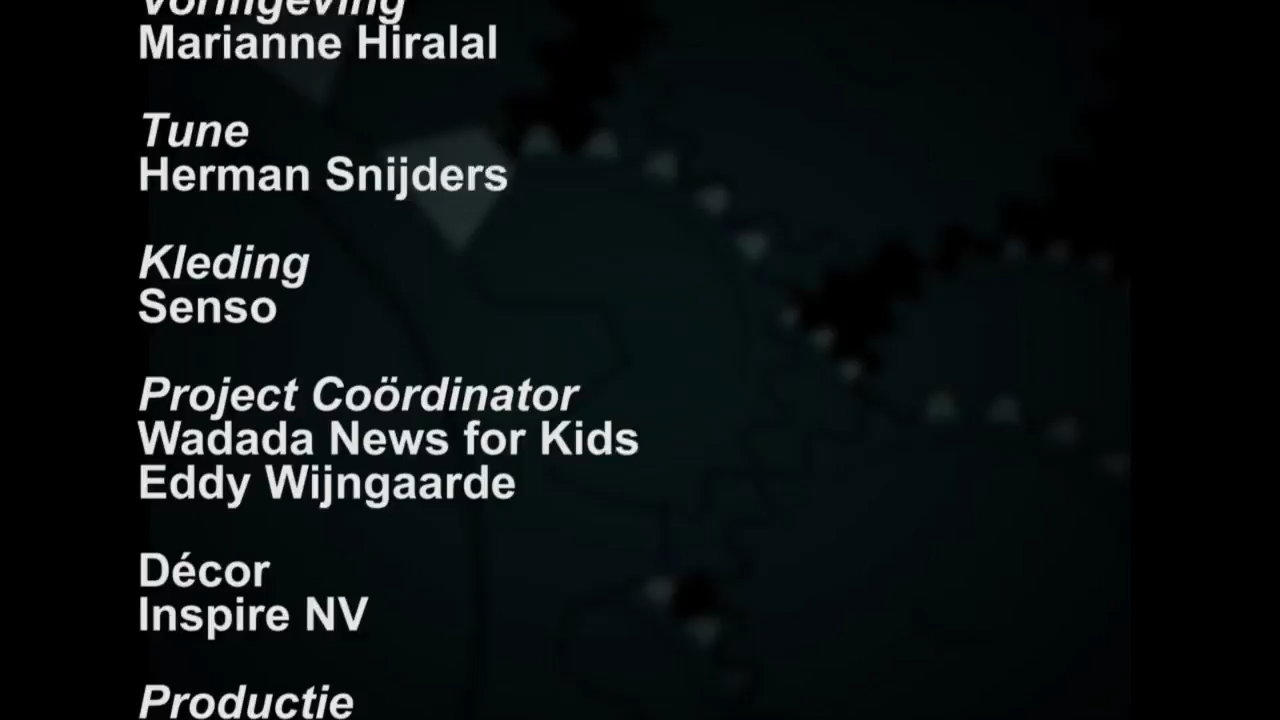 Vormgeving
Marianne Hiralal
Tune
Herman Snijders
Kleding
Senso
Project Coördinator
Wadada News for Kids
Eddy Wijngaarde
Décor
Inspire NV
Productie